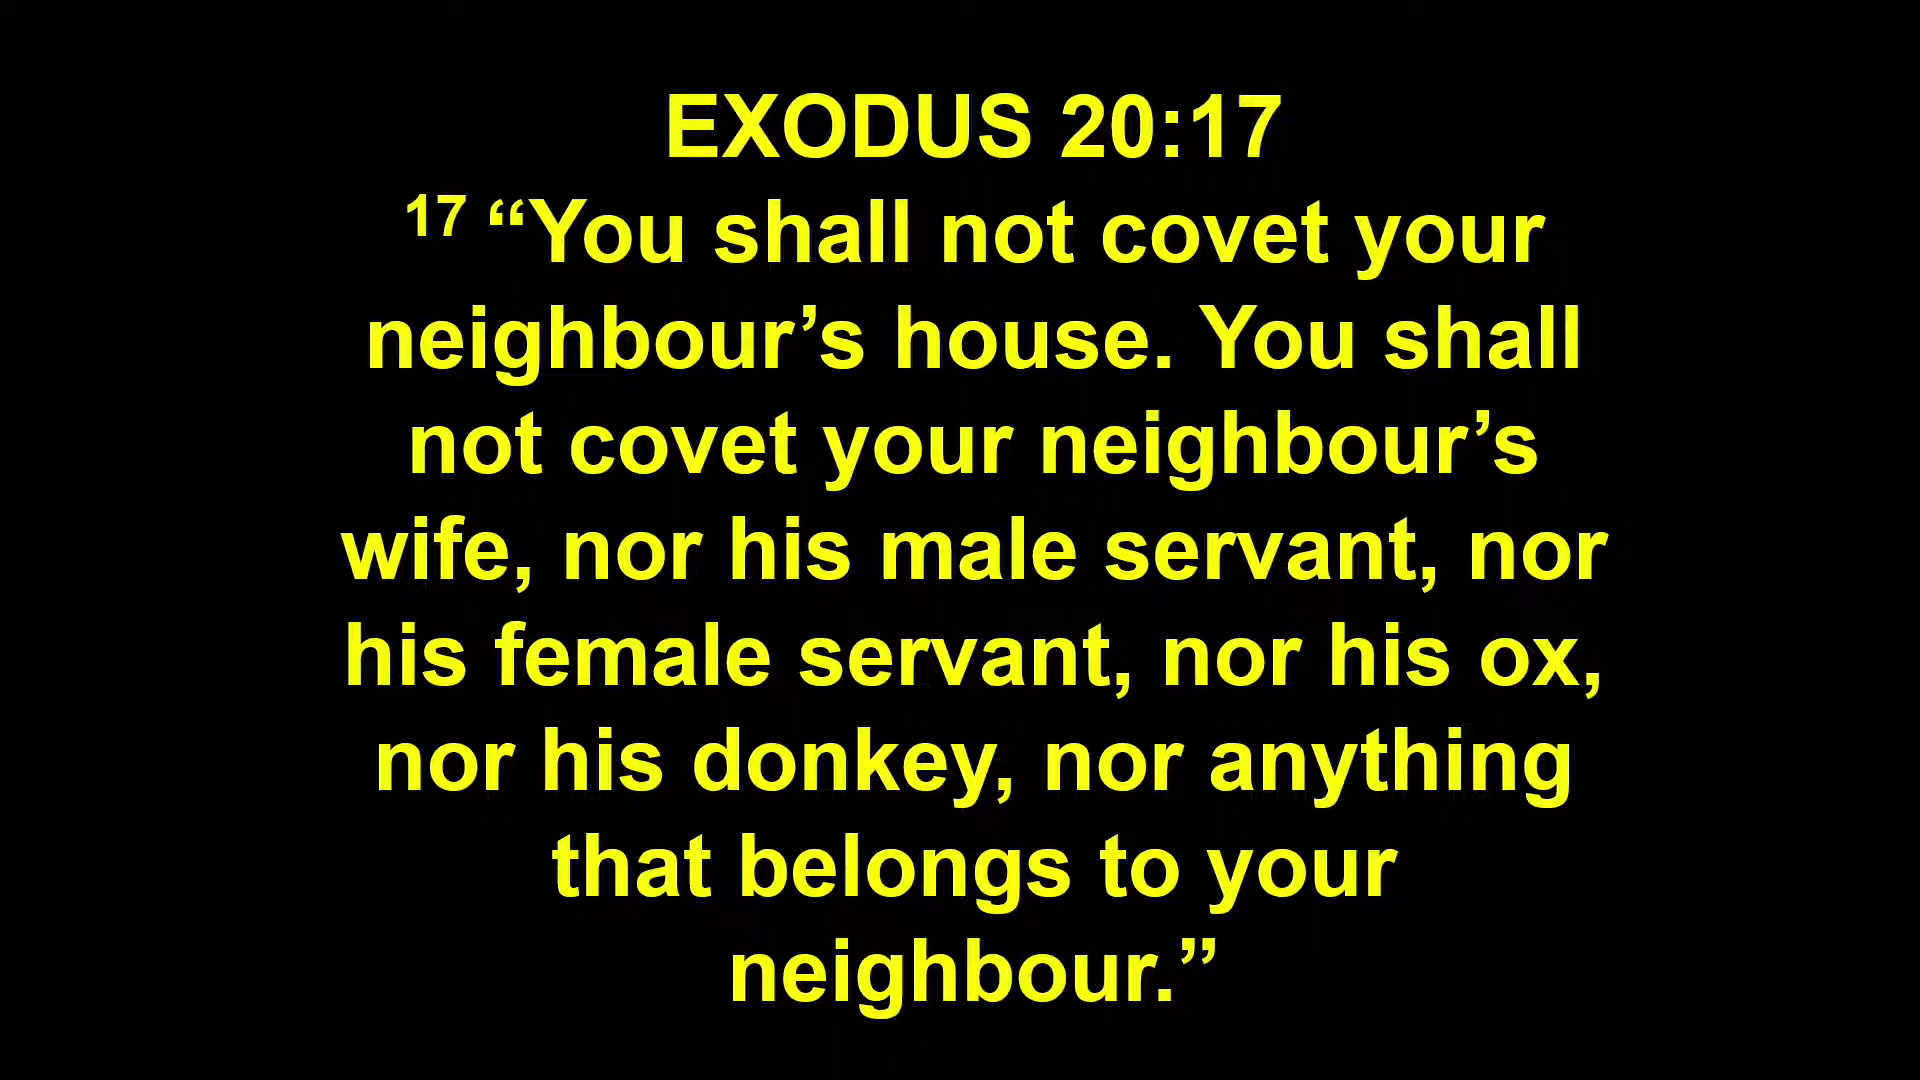 EXODUS 20:17
17 “You shall not covet your
neighbour’s house. You shall
not covet your neighbour’s
wife, nor his male servant, nor
his female servant, nor his ox,
nor his donkey, nor anything
that belongs to your
neighbour.”